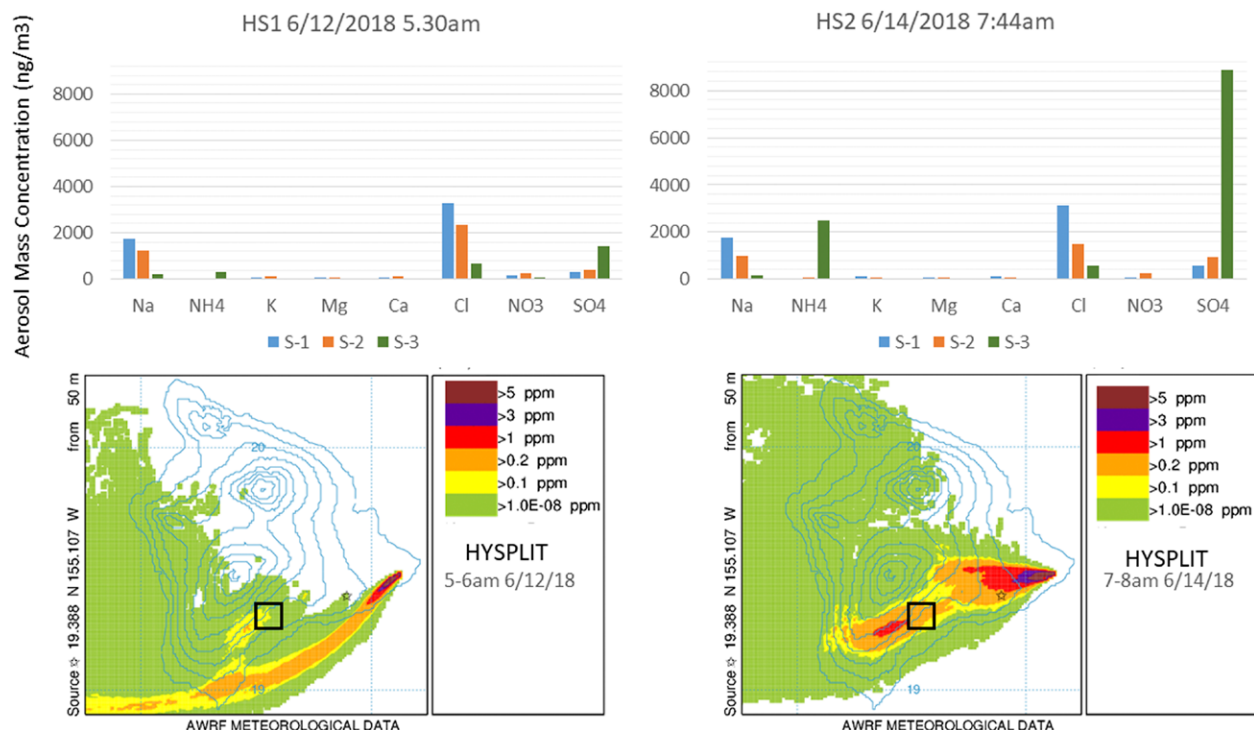 HS1 6/12/2018 5.30am
HS2 6/14/2018 7:44am
Aerosol Mass Concentration (ng/m3)
8000
6000
4000
2000
0
Na NH4 K Mg Ca Cl NO3 SO4
S-1 S-2 S-3
8000
6000
4000
2000
0
Na NH4 K Mg Ca Cl NO3 SO4
S-1 S-2 S-3
Source ☆ 19.388 N 155.107 W from 50 m
20
19
>5 ppm
>3 ppm
>1 ppm
>0.2 ppm
>0.1 ppm
>1.0E-08 ppm
HYSPLIT
5-6am 6/12/18
AWRF METEOROLOGICAL DATA
Source ☆ 19.388 N 155.107 W from 50 m
20
19
>5 ppm
>3 ppm
>1 ppm
>0.2 ppm
>0.1 ppm
>1.0E-08 ppm
HYSPLIT
7-8am 6/14/18
AWRF METEOROLOGICAL DATA